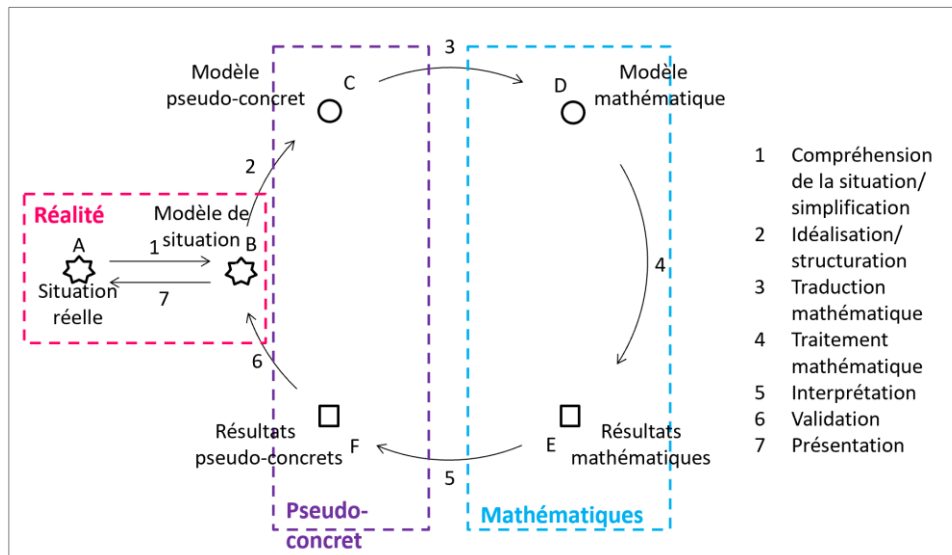 3
Modèle
pseudo-concret
C
D
Modèle
mathématique
2
Réalité
Modèle de
situation
A
1
B
7
Situation
réelle
4
6
Résultats
pseudo-concrets
F
E
Résultats
mathématiques
5
Pseudo-
concret
Mathématiques
1 Compréhension
de la situation/
simplification
2 Idéalisation/
structuration
3 Traduction
mathématique
4 Traitement
mathématique
5 Interprétation
6 Validation
7 Présentation